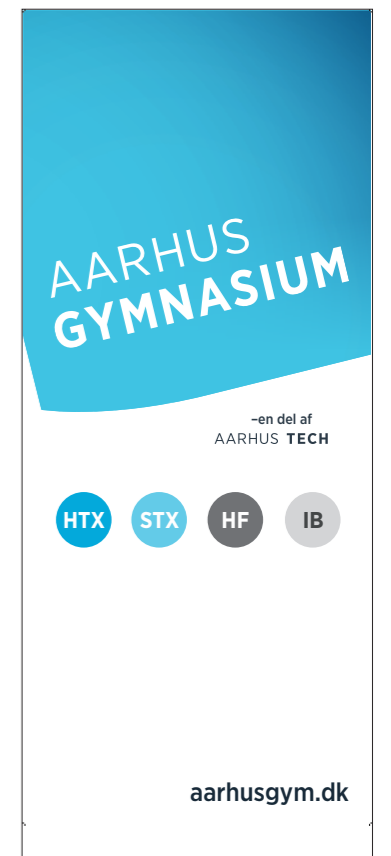 AARHUS
GYMNASIUM
–en del af
AARHUS TECH
HTX STX HF IB
aarhusgym.dk